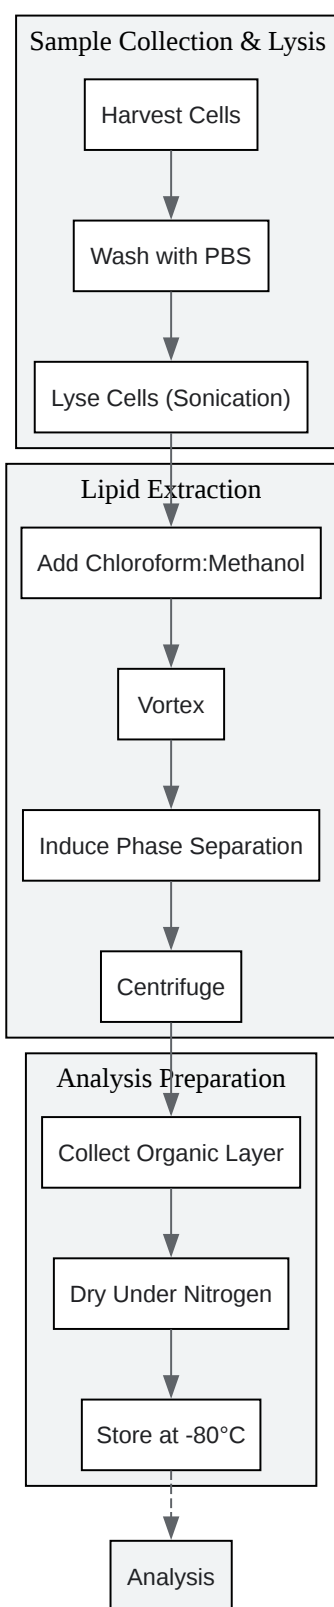 Sample Collection & Lysis
Harvest Cells
Wash with PBS
Lyse Cells (Sonication)
Lipid Extraction
Add Chloroform:Methanol
Vortex
Induce Phase Separation
Centrifuge
Analysis Preparation
Collect Organic Layer
Dry Under Nitrogen
Store at -80°C
Analysis